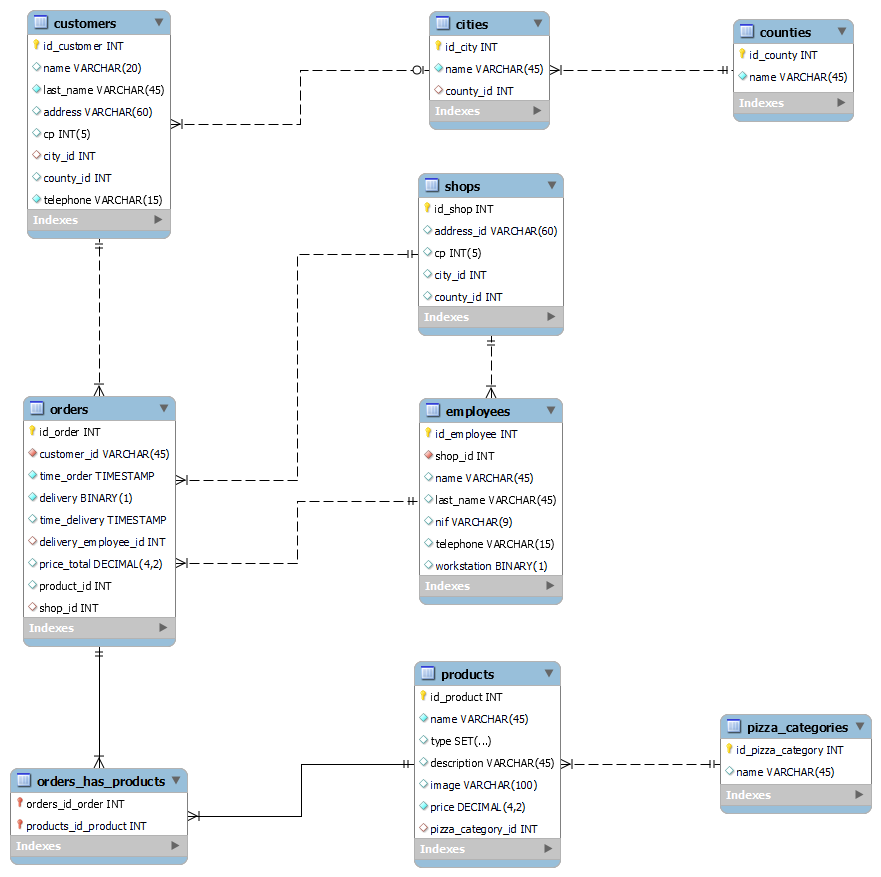 customers
id_customer INT
name VARCHAR(20)
last_name VARCHAR(45)
address VARCHAR(60)
cp INT(5)
city_id INT
county_id INT
telephone VARCHAR(15)
Indexes
cities
id_city INT
name VARCHAR(45)
county_id INT
Indexes
counties
id_county INT
name VARCHAR(45)
Indexes
shops
id_shop INT
address_id VARCHAR(60)
cp INT(5)
city_id INT
county_id INT
Indexes
orders
id_order INT
customer_id VARCHAR(45)
time_order TIMESTAMP
delivery BINARY(1)
time_delivery TIMESTAMP
delivery_employee_id INT
price_total DECIMAL(4,2)
product_id INT
shop_id INT
Indexes
employees
id_employee INT
shop_id INT
name VARCHAR(45)
last_name VARCHAR(45)
nif VARCHAR(9)
telephone VARCHAR(15)
workstation BINARY(1)
Indexes
products
id_product INT
name VARCHAR(45)
type SET(...)
description VARCHAR(45)
image VARCHAR(100)
price DECIMAL(4,2)
pizza_category_id INT
Indexes
pizza_categories
id_pizza_category INT
name VARCHAR(45)
Indexes
orders_has_products
orders_id_order INT
products_id_product INT
Indexes